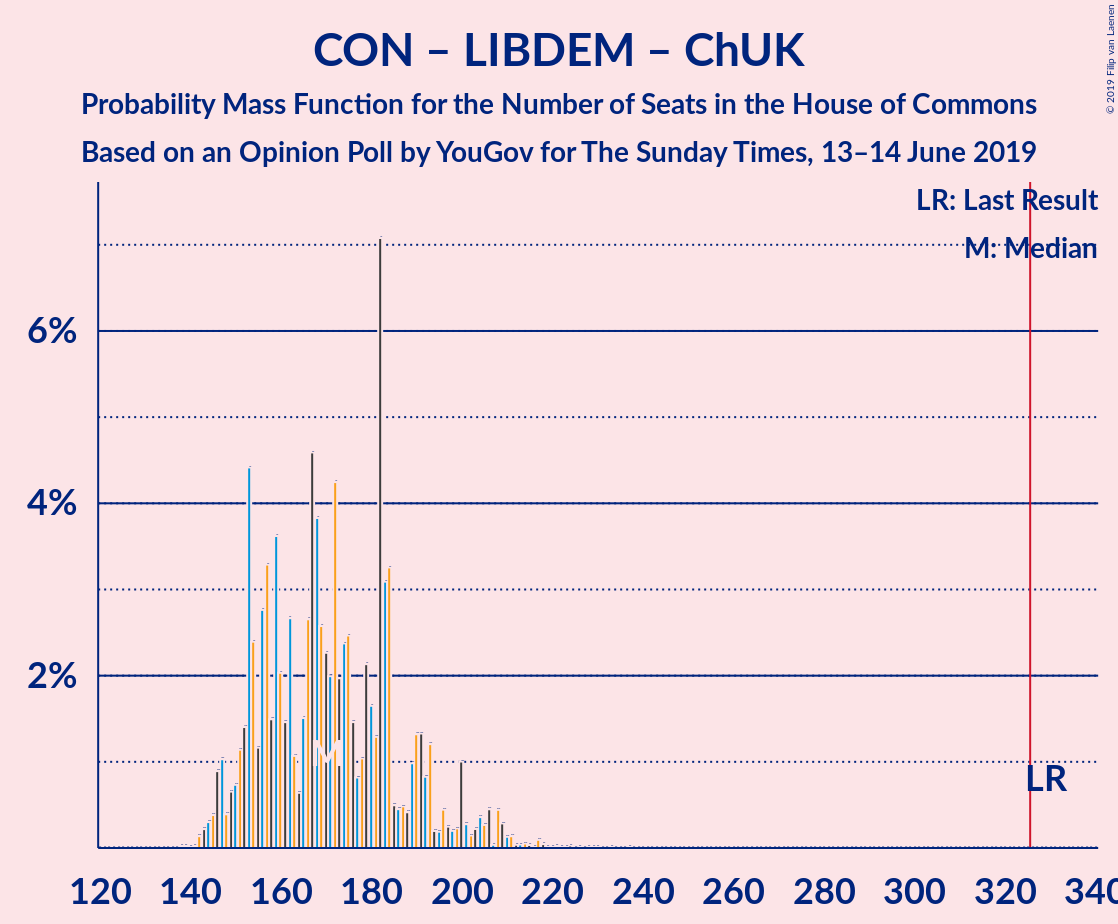 CON – LIBDEM – ChUK
Probability Mass Function for the Number of Seats in the House of Commons
Based on an Opinion Poll by YouGov for The Sunday Times, 13–14 June 2019
© 2019 Filip van Laenen
LR: Last Result
M: Median
6%
4%
2%
M
LR
120 140 160 180 200 220 240 260 280 300 320 340